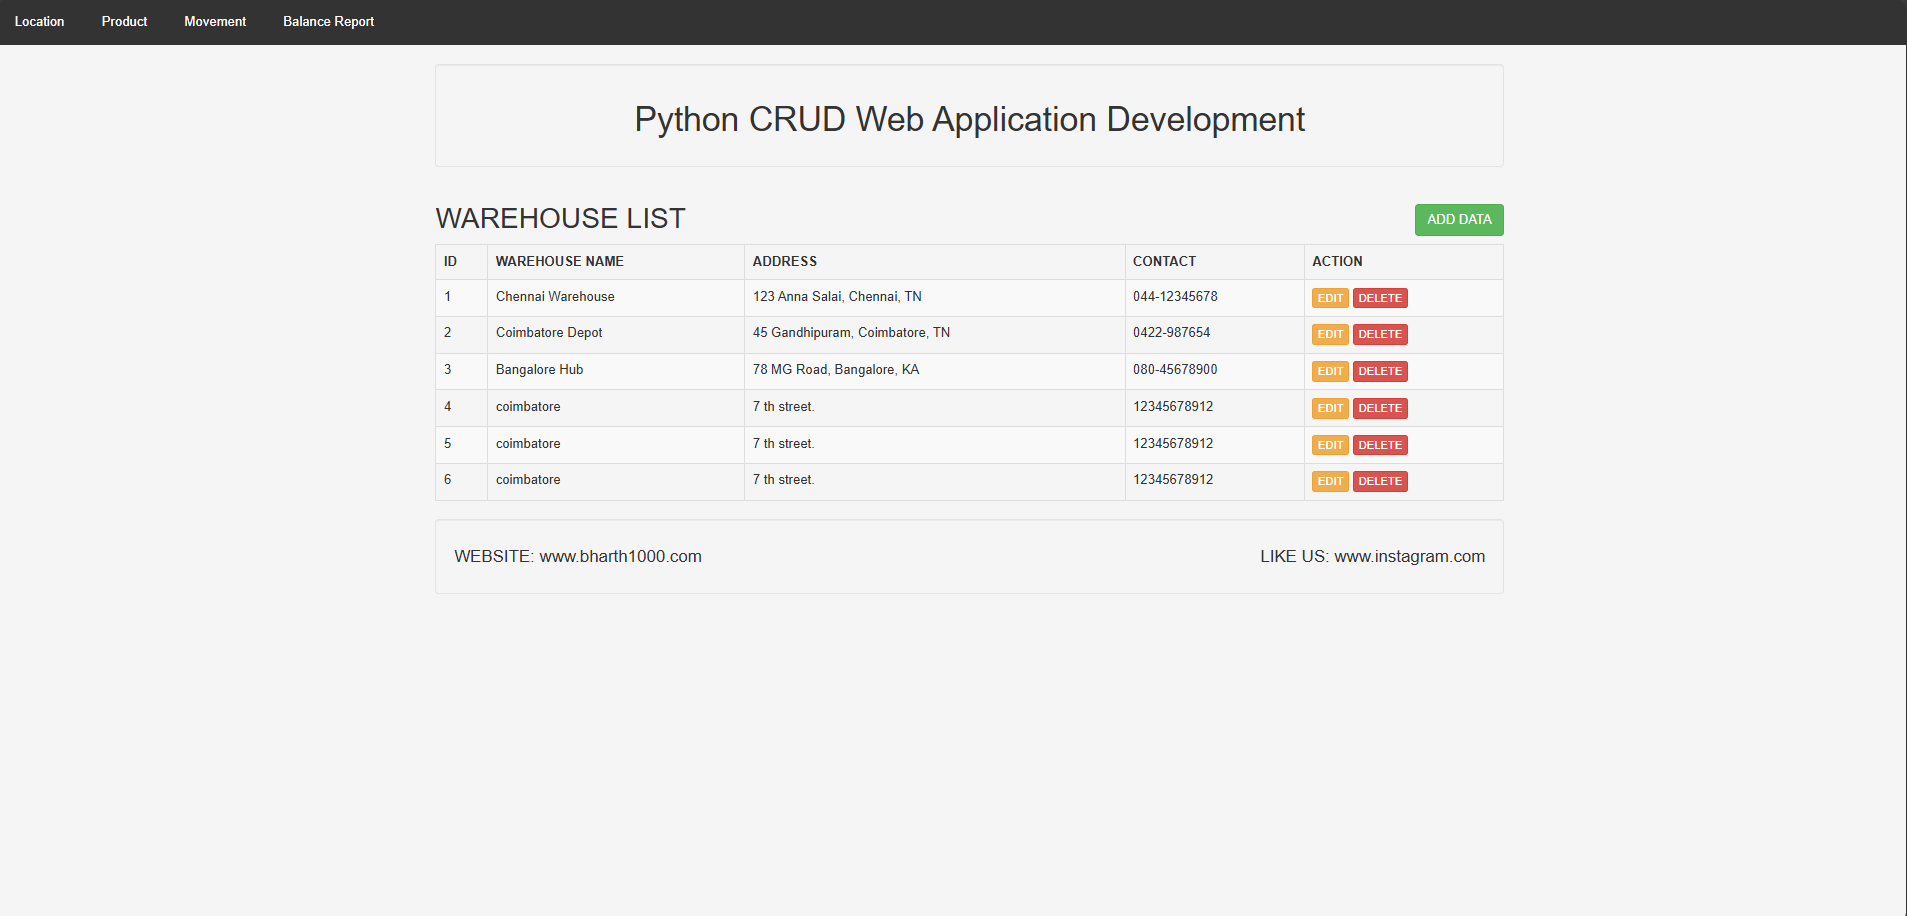 Location Product Movement Balance Report
Python CRUD Web Application Development
WAREHOUSE LIST ADD DATA
ID WAREHOUSE NAME ADDRESS CONTACT ACTION
1 Chennai Warehouse 123 Anna Salai, Chennai, TN 044-12345678 EDIT DELETE
2 Coimbatore Depot 45 Gandhipuram, Coimbatore, TN 0422-987654 EDIT DELETE
3 Bangalore Hub 78 MG Road, Bangalore, KA 080-45678900 EDIT DELETE
4 coimbatore 7 th street. 12345678912 EDIT DELETE
5 coimbatore 7 th street. 12345678912 EDIT DELETE
6 coimbatore 7 th street. 12345678912 EDIT DELETE
WEBSITE: www.bharth1000.com LIKE US: www.instagram.com